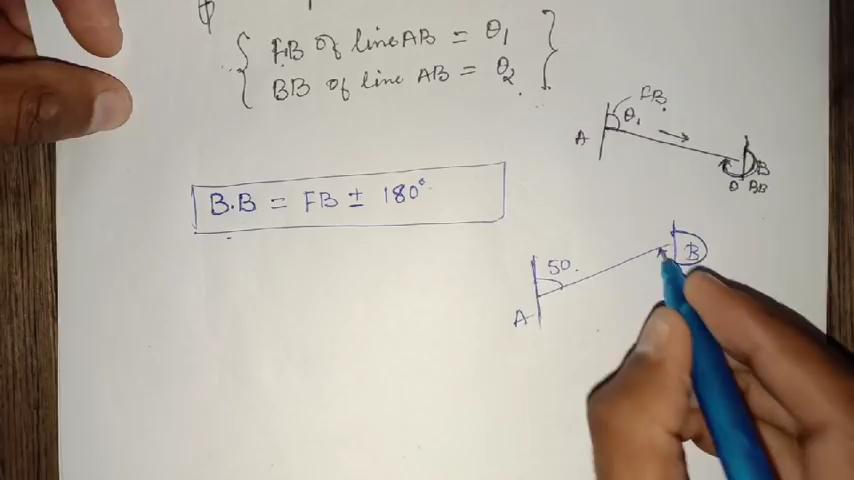 FB of line AB = θ1
BB of line AB = θ2
FB
A θ1
B
θ BB
B.B = FB ± 180°
50
B
A